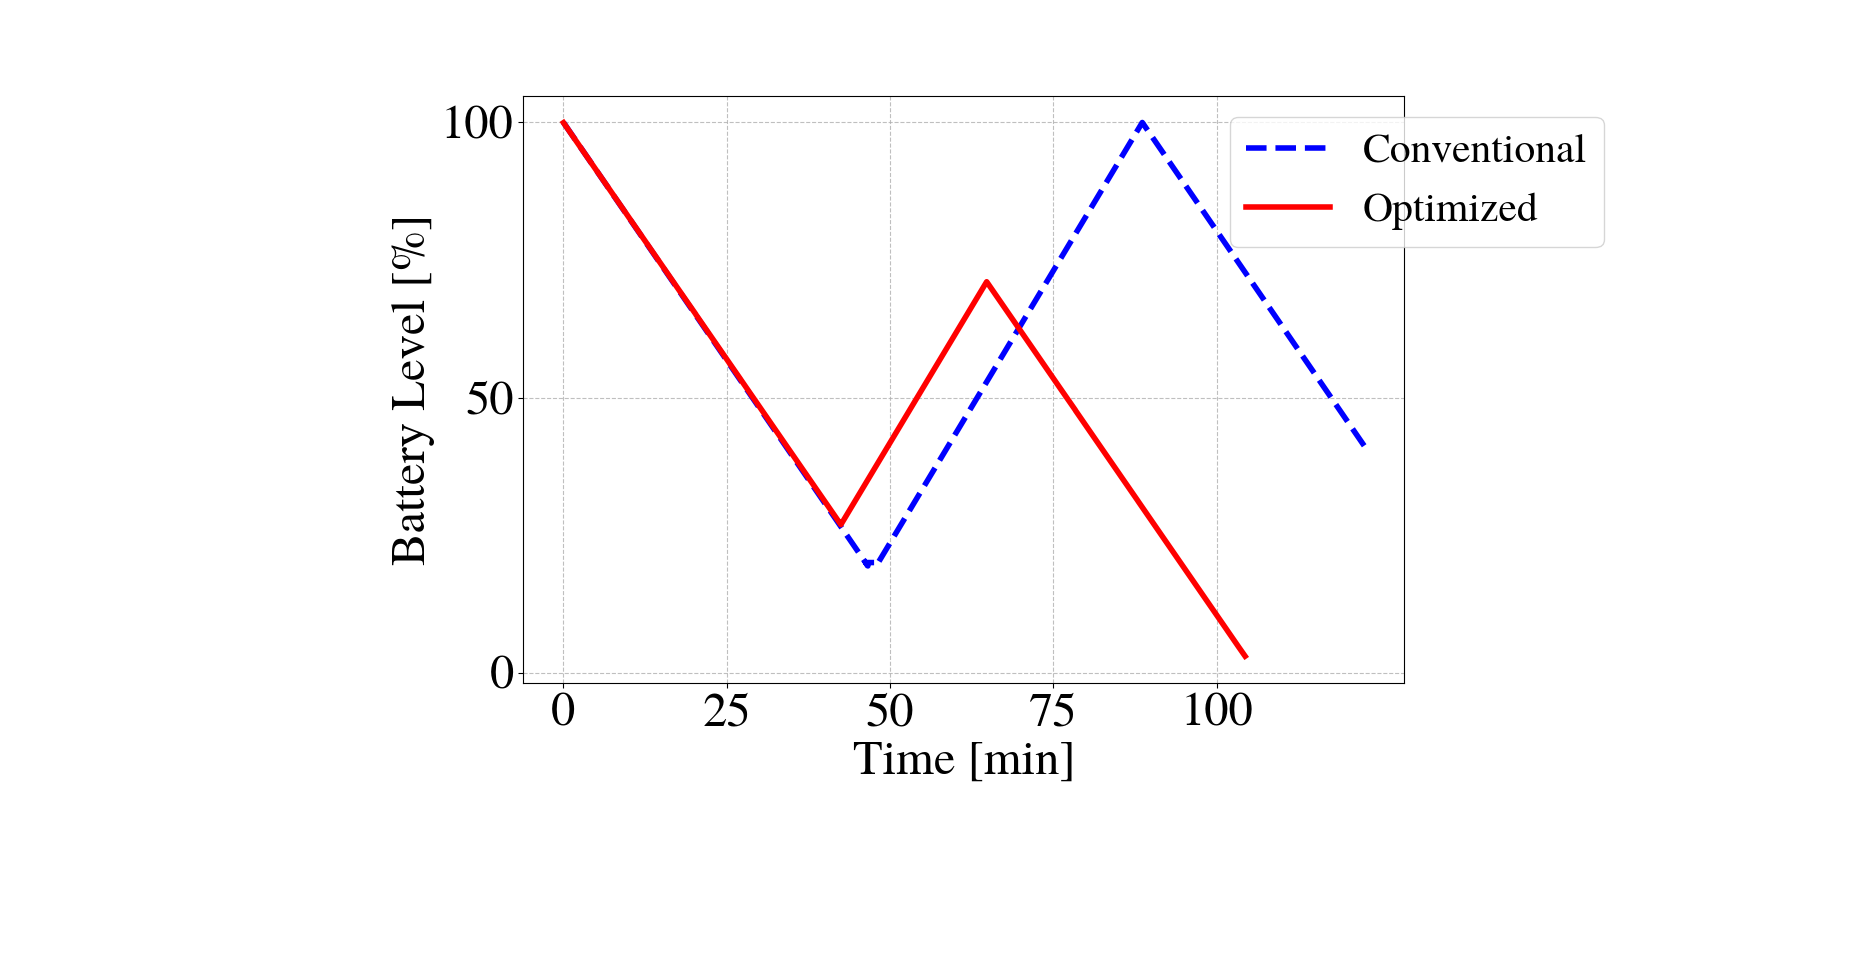 100
50
0
Battery Level [%]
0 25 50 75 100
Time [min]
Conventional
Optimized